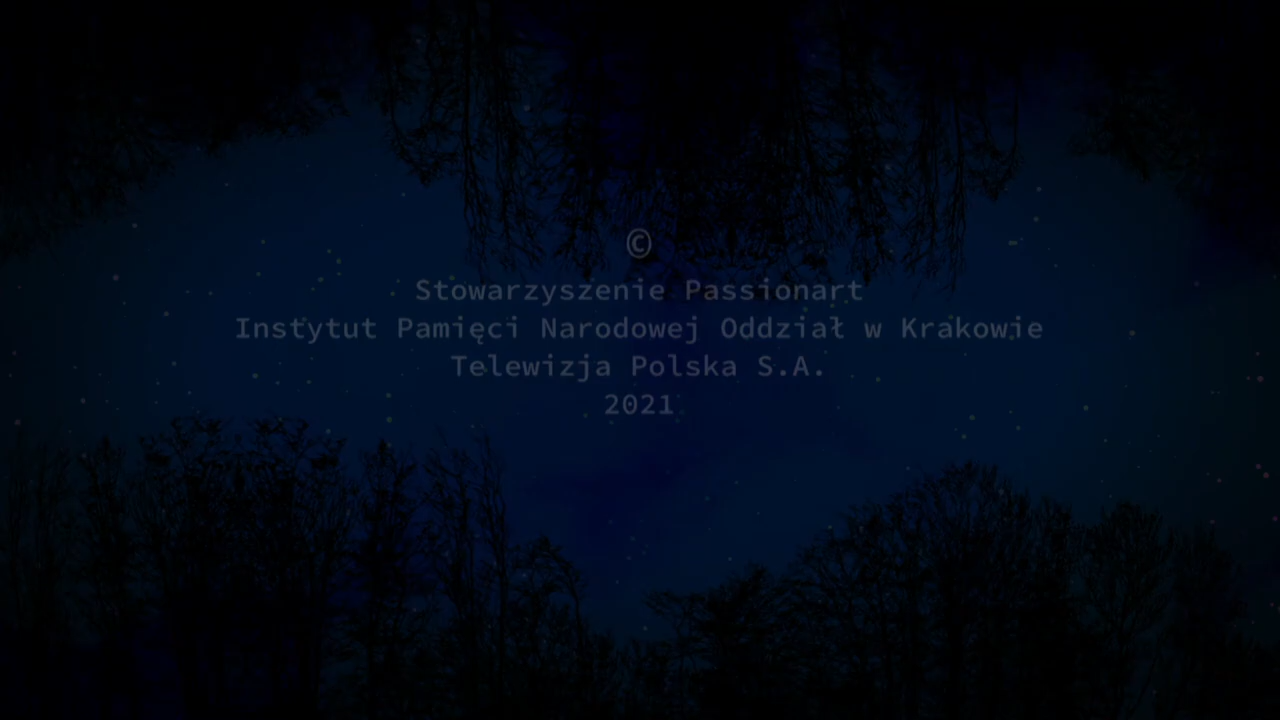 ©
Stowarzyszenie Passionart
Instytut Pamięci Narodowej Oddział w Krakowie
Telewizja Polska S.A.
2021